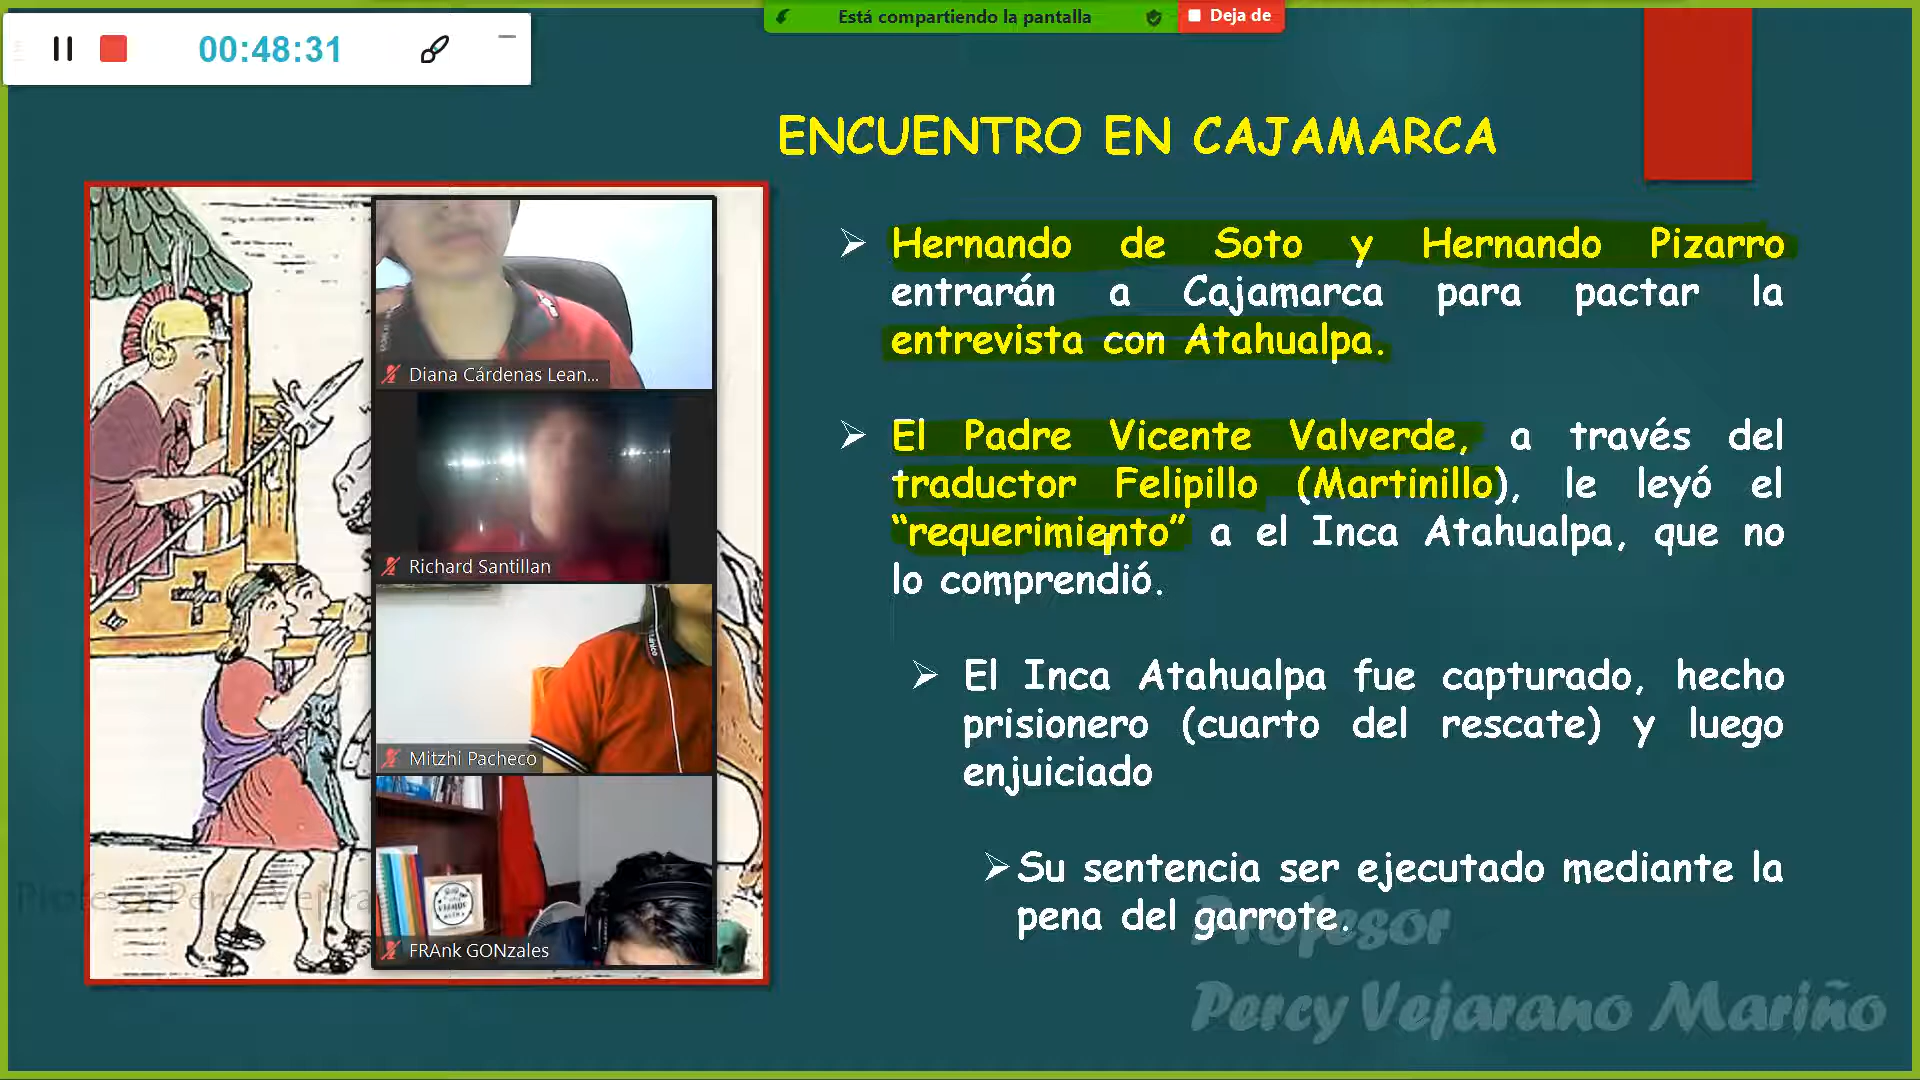 Está compartiendo la pantalla
Deja de
00:48:31
ENCUENTRO EN CAJAMARCA
Hernando de Soto y Hernando Pizarro
entrarán a Cajamarca para pactar la
entrevista con Atahualpa.
El Padre Vicente Valverde, a través del
traductor Felipillo (Martinillo), le leyó el
“requerimiento” a el Inca Atahualpa, que no
lo comprendió.
El Inca Atahualpa fue capturado, hecho
prisionero (cuarto del rescate) y luego
enjuiciado
Su sentencia ser ejecutado mediante la
pena del garrote.
Diana Cárdenas Lean...
Richard Santillan
Mitzhi Pacheco
FRAnk GONzales
Profesor Percy Vejara
Profesor
Percy Vejarano Mariño